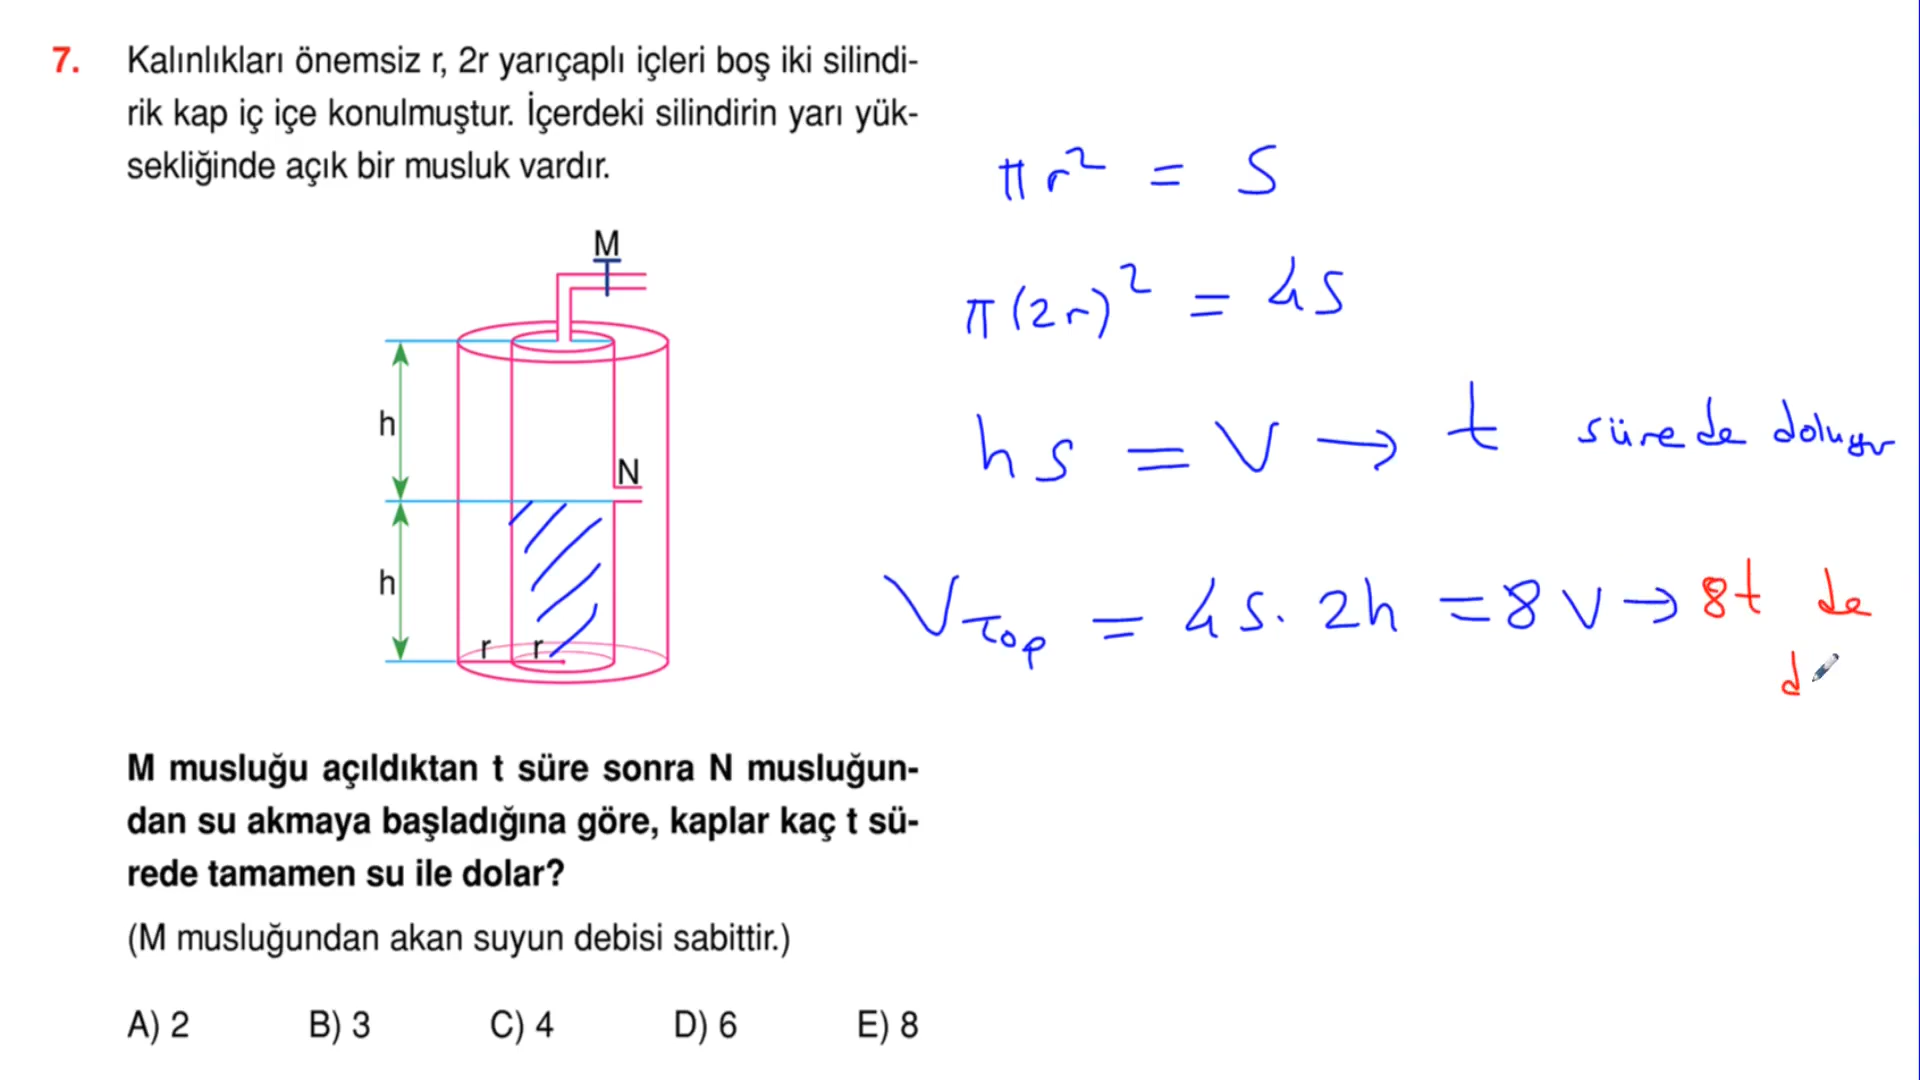 7. Kalınlıkları önemsiz r, 2r yarıçaplı içleri boş iki silindi-
rik kap iç içe konulmuştur. İçerdeki silindirin yarı yük-
sekliğinde açık bir musluk vardır.
M
h
N
h
r r
πr² = S
π(2r)² = 4S
hS = V → t sürede doluyor
Vtop = 4S. 2h = 8V → 8t de
d
M musluğu açıldıktan t süre sonra N musluğun-
dan su akmaya başladığına göre, kaplar kaç t sü-
rede tamamen su ile dolar?
(M musluğundan akan suyun debisi sabittir.)
A) 2 B) 3 C) 4 D) 6 E) 8